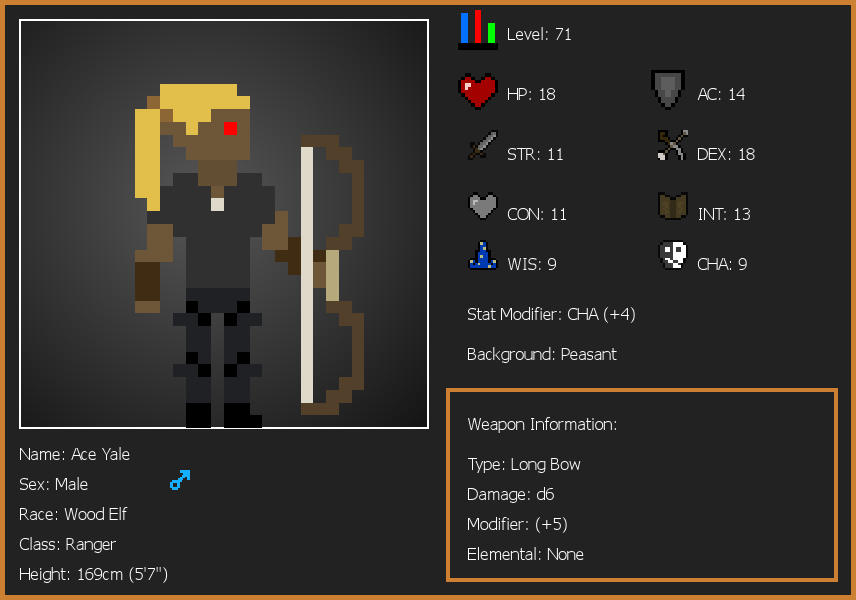 Level: 71
HP: 18
AC: 14
STR: 11
DEX: 18
CON: 11
INT: 13
WIS: 9
CHA: 9
Stat Modifier: CHA (+4)
Background: Peasant
Weapon Information:
Type: Long Bow
Damage: d6
Modifier: (+5)
Elemental: None
Name: Ace Yale
Sex: Male
Race: Wood Elf
Class: Ranger
Height: 169cm (5'7")